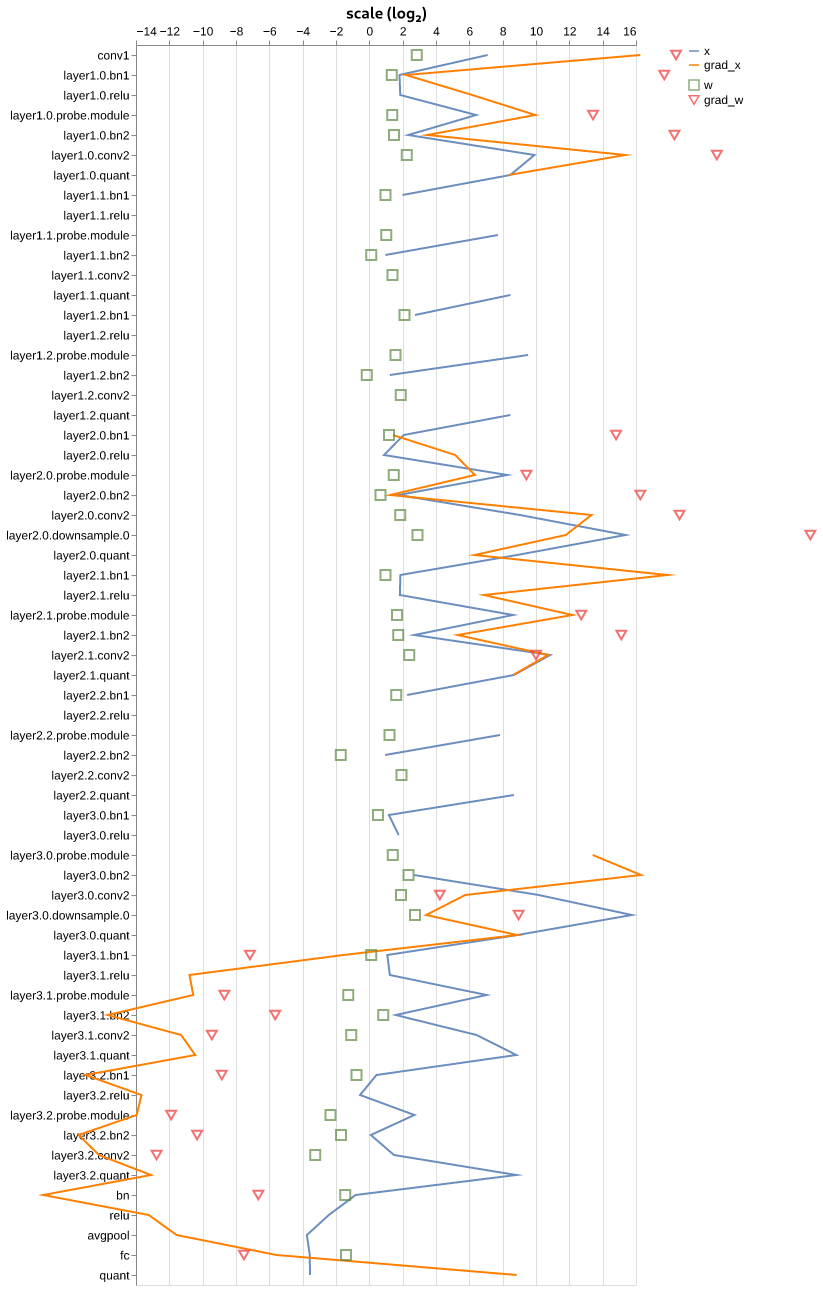 scale (log₂)
−14 −12 −10 −8 −6 −4 −2 0 2 4 6 8 10 12 14 16
x
grad_x
w
grad_w
conv1
layer1.0.bn1
layer1.0.relu
layer1.0.probe.module
layer1.0.bn2
layer1.0.conv2
layer1.0.quant
layer1.1.bn1
layer1.1.relu
layer1.1.probe.module
layer1.1.bn2
layer1.1.conv2
layer1.1.quant
layer1.2.bn1
layer1.2.relu
layer1.2.probe.module
layer1.2.bn2
layer1.2.conv2
layer1.2.quant
layer2.0.bn1
layer2.0.relu
layer2.0.probe.module
layer2.0.bn2
layer2.0.conv2
layer2.0.downsample.0
layer2.0.quant
layer2.1.bn1
layer2.1.relu
layer2.1.probe.module
layer2.1.bn2
layer2.1.conv2
layer2.1.quant
layer2.2.bn1
layer2.2.relu
layer2.2.probe.module
layer2.2.bn2
layer2.2.conv2
layer2.2.quant
layer3.0.bn1
layer3.0.relu
layer3.0.probe.module
layer3.0.bn2
layer3.0.conv2
layer3.0.downsample.0
layer3.0.quant
layer3.1.bn1
layer3.1.relu
layer3.1.probe.module
layer3.1.bn2
layer3.1.conv2
layer3.1.quant
layer3.2.bn1
layer3.2.relu
layer3.2.probe.module
layer3.2.bn2
layer3.2.conv2
layer3.2.quant
bn
relu
avgpool
fc
quant